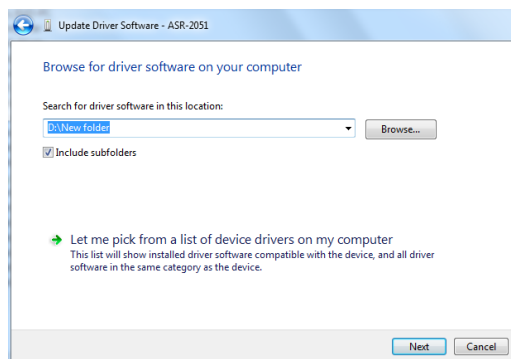 Update Driver Software - ASR-2051
Browse for driver software on your computer
Search for driver software in this location:
D:\New folder
Browse...
Include subfolders
Let me pick from a list of device drivers on my computer
This list will show installed driver software compatible with the device, and all driver
software in the same category as the device.
Next Cancel